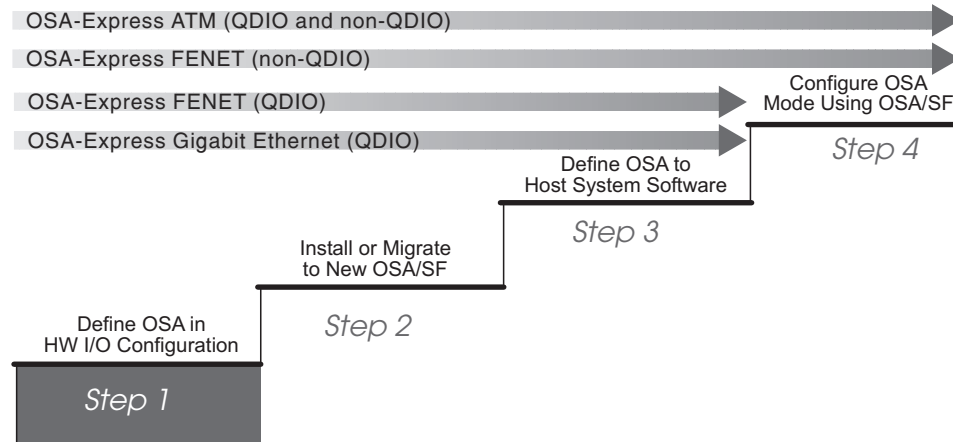 OSA-Express ATM (QDIO and non-QDIO)
OSA-Express FENET (non-QDIO)
OSA-Express FENET (QDIO)
OSA-Express Gigabit Ethernet (QDIO)
Configure OSA
Mode Using OSA/SF
Step 4
Define OSA to
Host System Software
Step 3
Install or Migrate
to New OSA/SF
Step 2
Define OSA in
HW I/O Configuration
Step 1